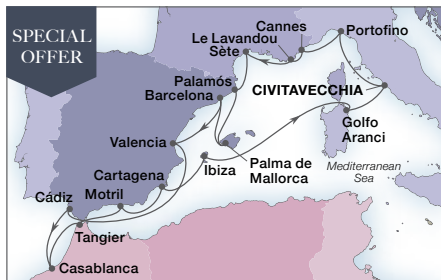 SPECIAL
OFFER
Cannes
Portofino
Le Lavandou
Sète
Palamós
Barcelona
CIVITAVECCHIA
Valencia
Golfo
Aranci
Cartagena
Ibiza
Palma de
Mallorca
Mediterranean
Sea
Cádiz
Motril
Tangier
Casablanca